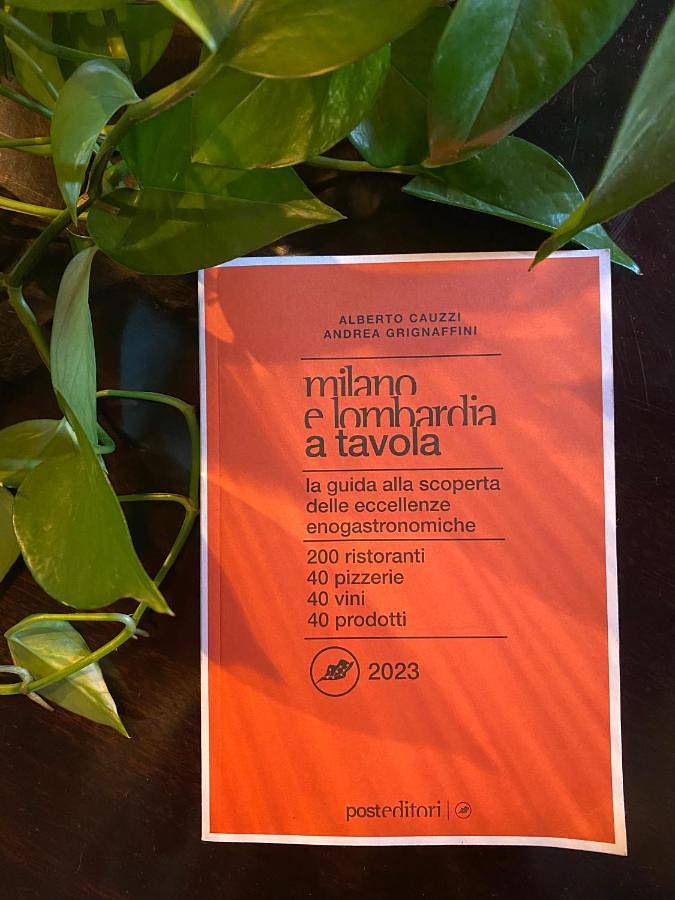 ALBERTO CAUZZI
ANDREA GRIGNAFFINI
milano
e lombardia
a tavola
la guida alla scoperta
delle eccellenze
enogastronomiche
200 ristoranti
40 pizzerie
40 vini
40 prodotti
2023
posteditori